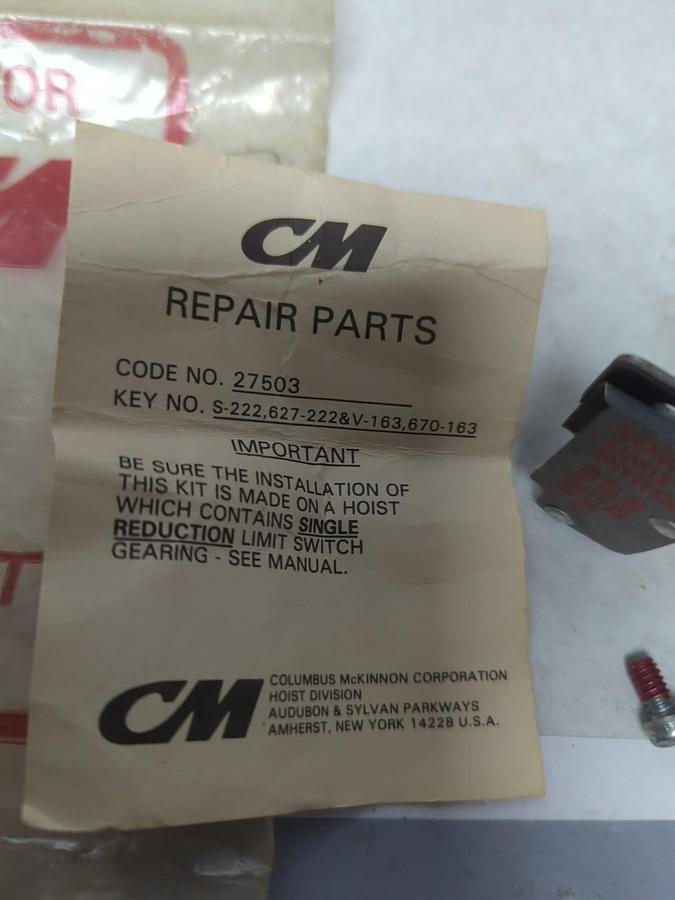 OR
CM
REPAIR PARTS
CODE NO. 27503
KEY NO. S-222,627-222&V-163,670-163
IMPORTANT
BE SURE THE INSTALLATION OF
THIS KIT IS MADE ON A HOIST
WHICH CONTAINS SINGLE
REDUCTION LIMIT SWITCH
GEARING - SEE MANUAL.
CM
COLUMBUS McKINNON CORPORATION
HOIST DIVISION
AUDUBON & SYLVAN PARKWAYS
AMHERST, NEW YORK 14228 U.S.A.
T